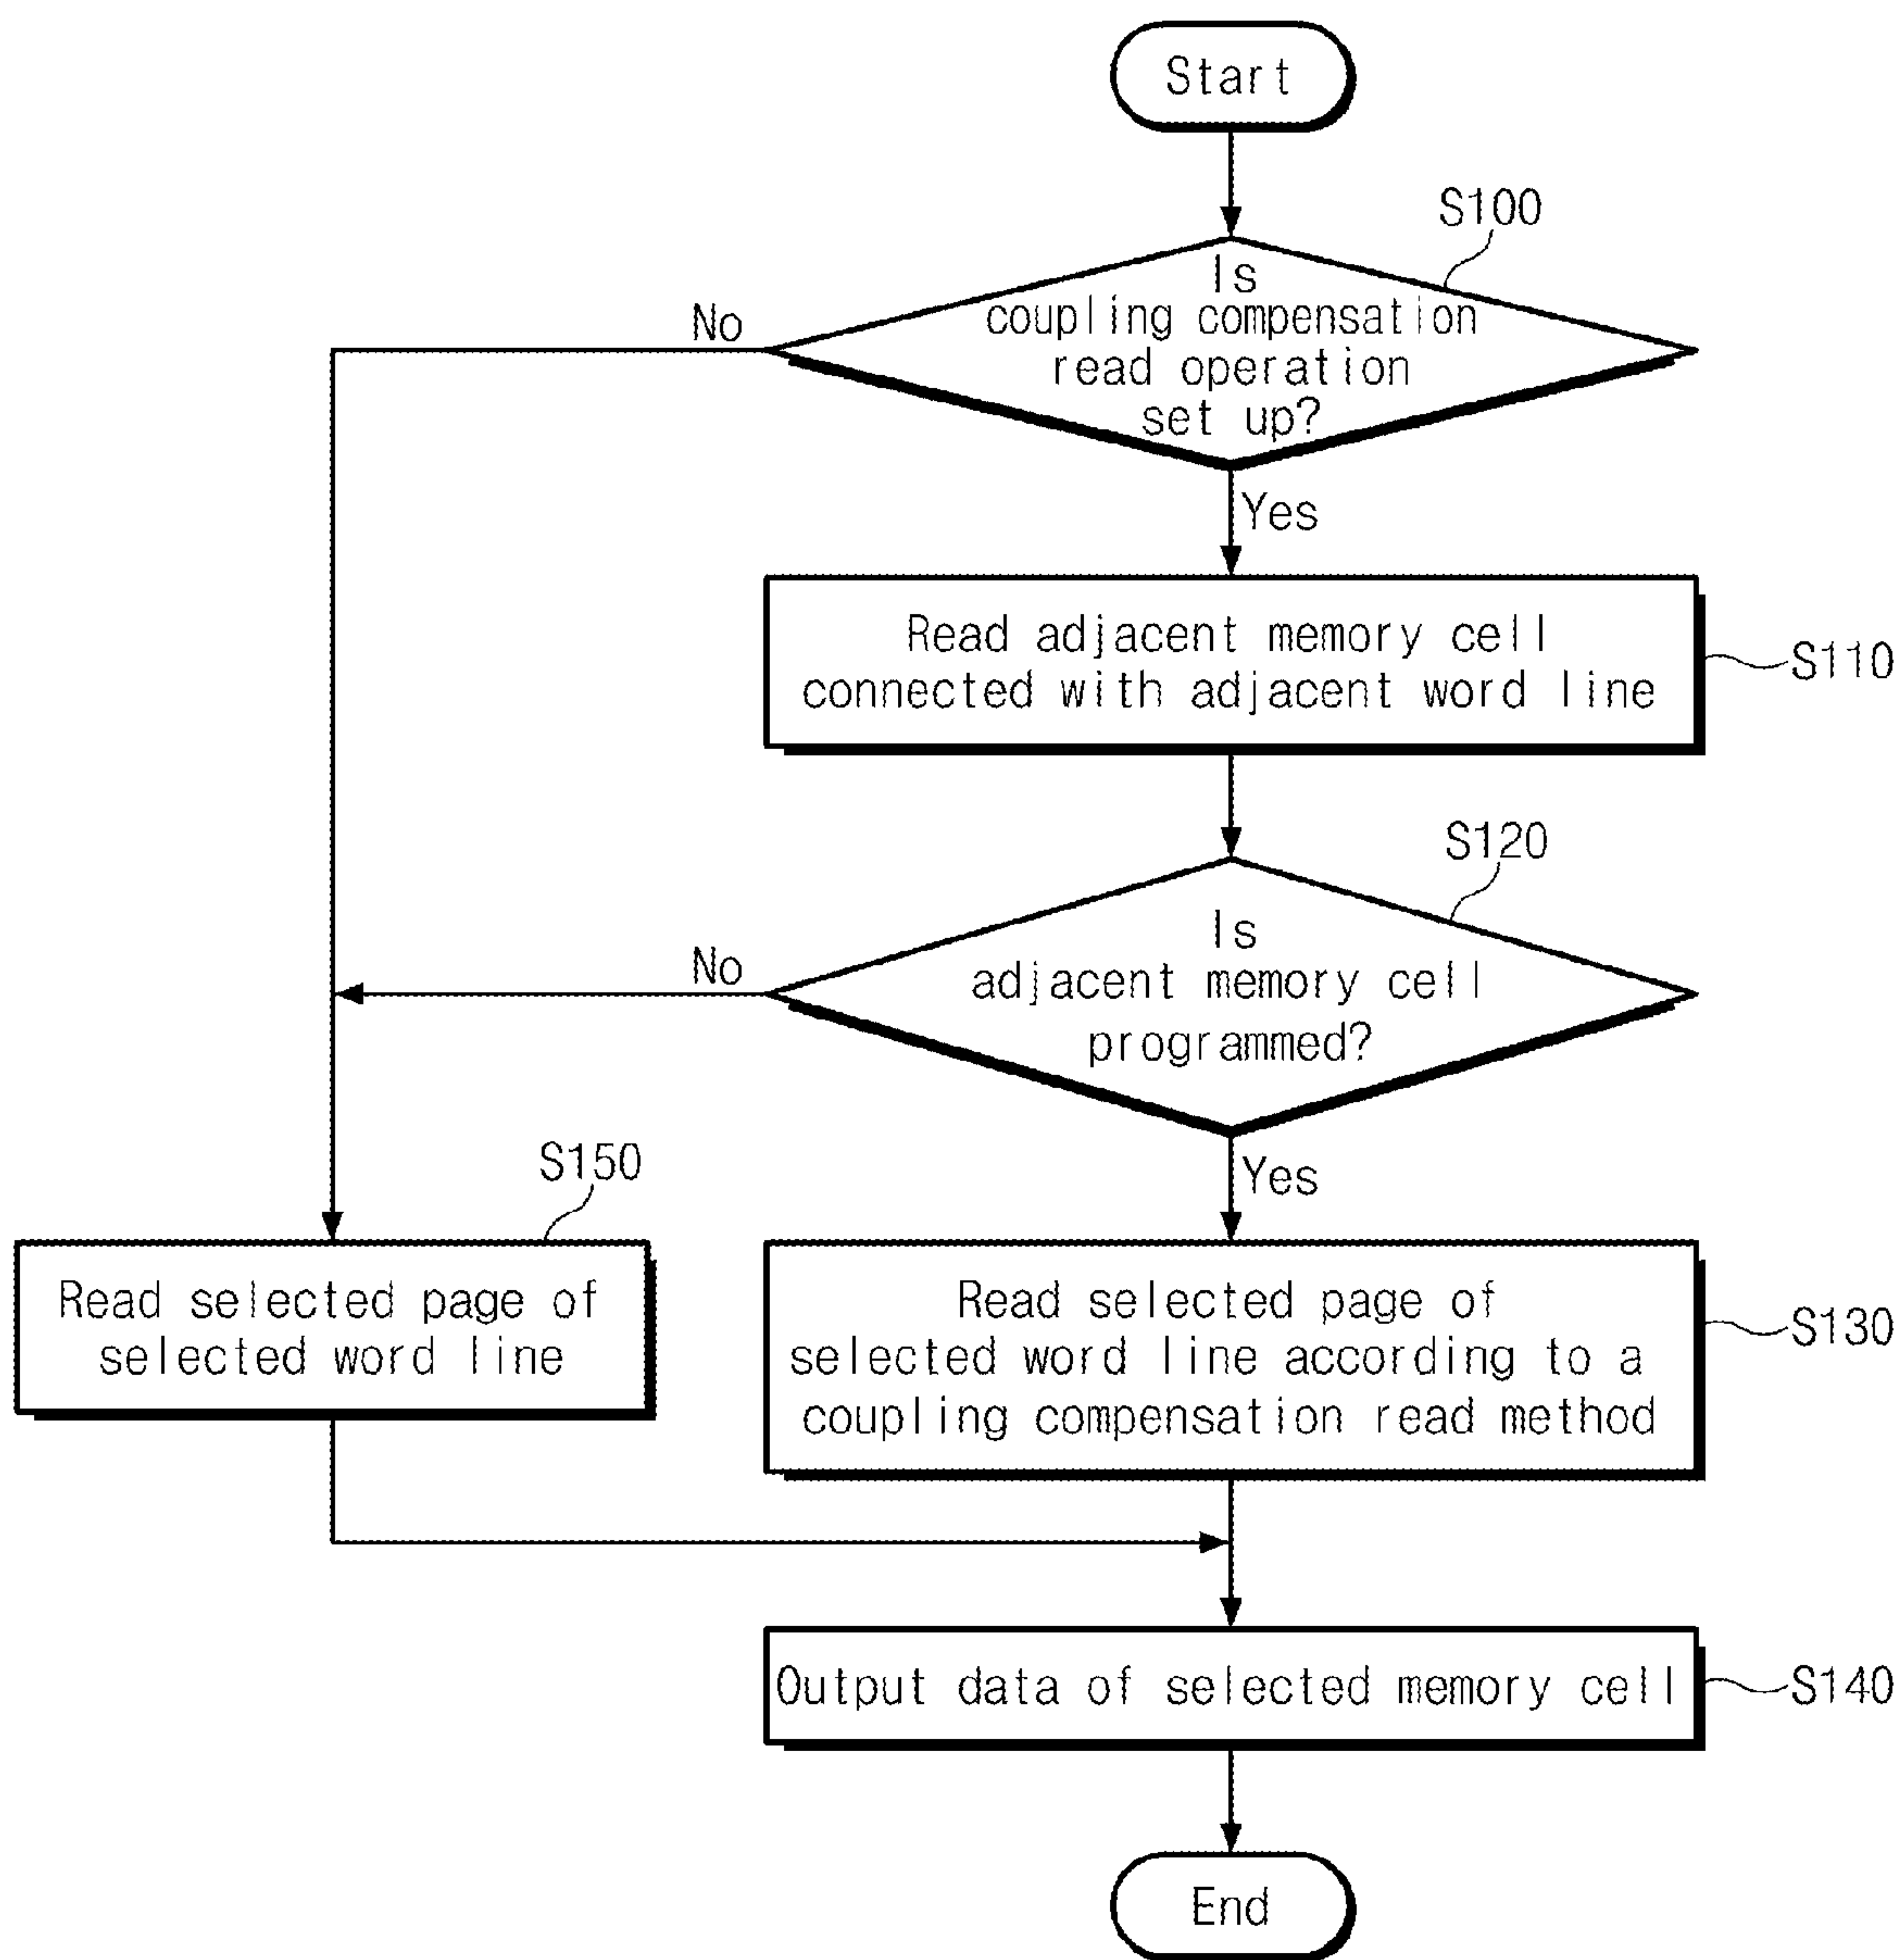 Start
S100
Is
coupling compensation
read operation
set up?
No
Yes
Read adjacent memory cell
connected with adjacent word line
S110
S120
Is
adjacent memory cell
programmed?
No
Yes
S150
Read selected page of
selected word line
Read selected page of
selected word line according to a
coupling compensation read method
S130
Output data of selected memory cell
S140
End